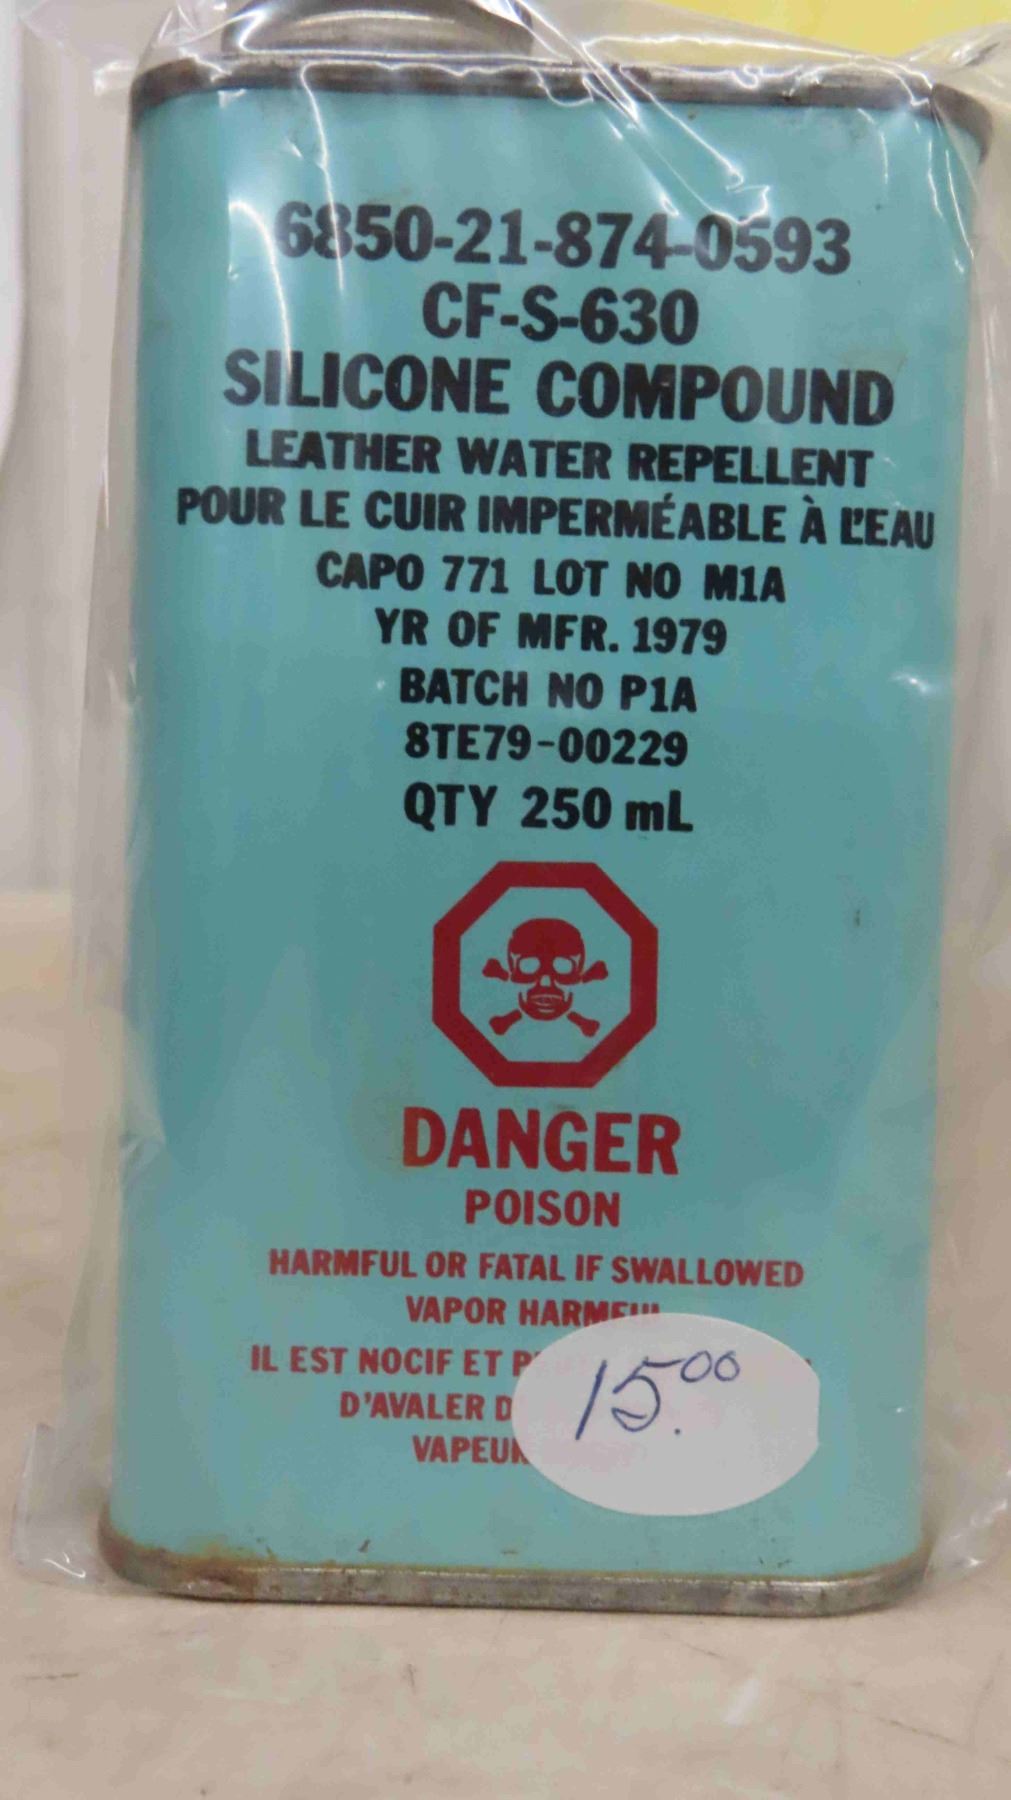 6850-21-874-0593
CF-S-630
SILICONE COMPOUND
LEATHER WATER REPELLENT
POUR LE CUIR IMPERMÉABLE À L'EAU
CAPO 771 LOT NO M1A
YR OF MFR. 1979
BATCH NO P1A
8TE79-00229
QTY 250 mL
DANGER
POISON
HARMFUL OR FATAL IF SWALLOWED
VAPOR HARMFUL
IL EST NOCIF ET
D'AVALER
15.00